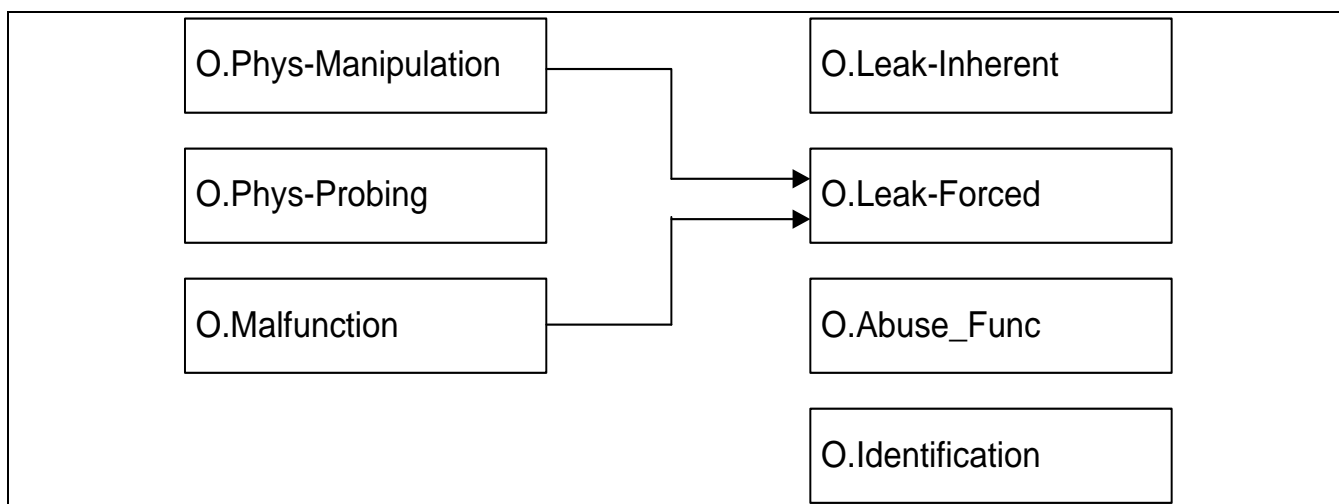 O.Phys-Manipulation
O.Leak-Inherent
O.Phys-Probing
O.Leak-Forced
O.Malfunction
O.Abuse_Func
O.Identification